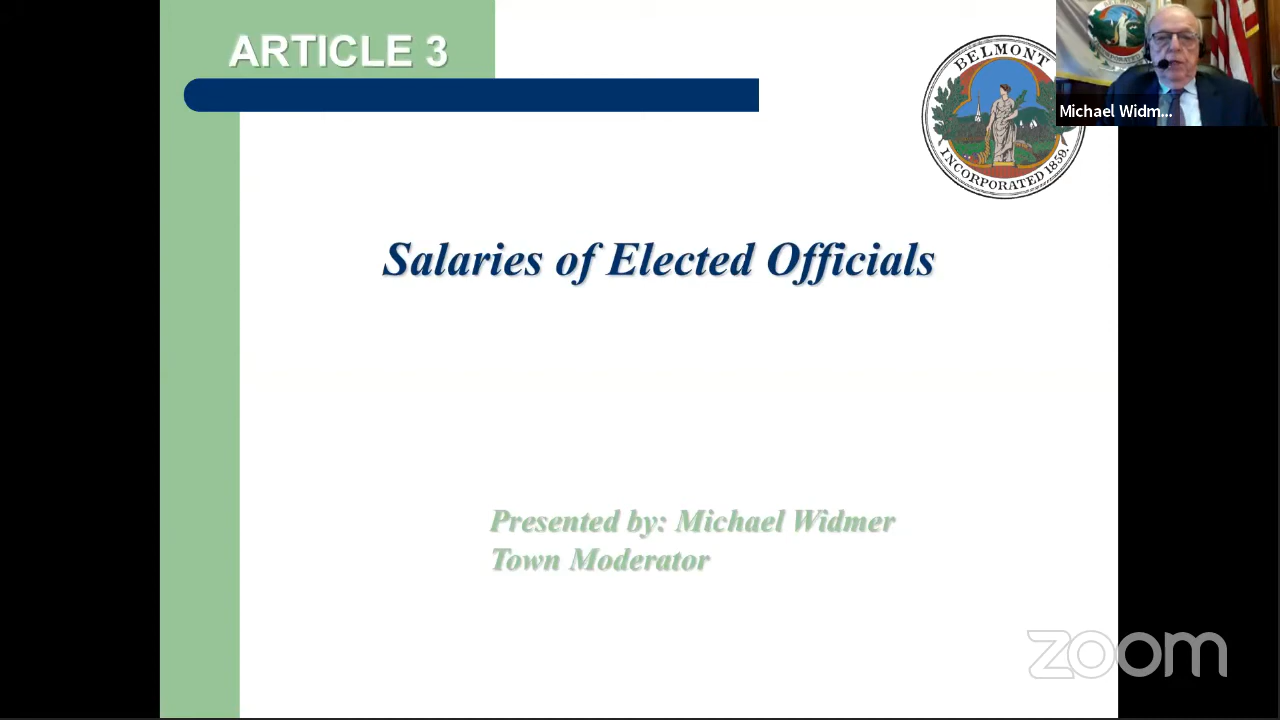 ARTICLE 3
BELMONT
INCORPORATED 1859.
Michael Widm...
Salaries of Elected Officials
Presented by: Michael Widmer
Town Moderator
zoom